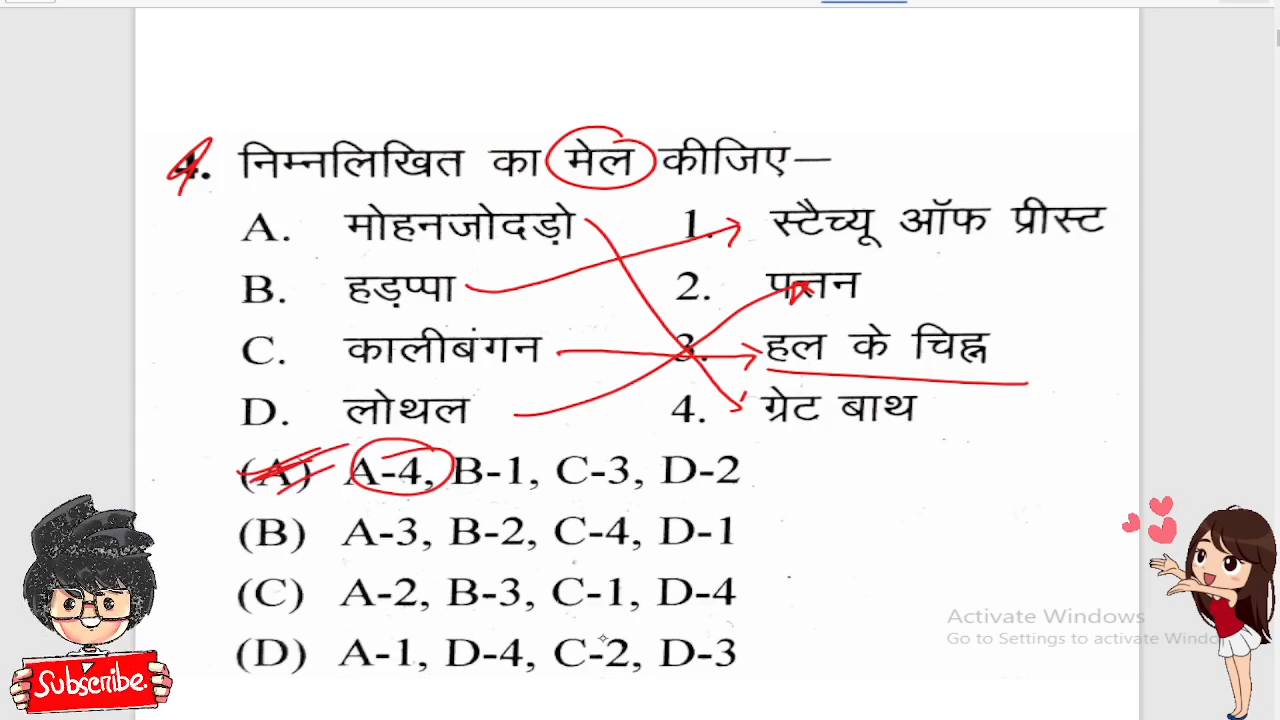 4. निम्नलिखित का मेल कीजिए—
A. मोहनजोदड़ो 1. स्टैच्यू ऑफ प्रीस्ट
B. हड़प्पा 2. पत्तन
C. कालीबंगन 3. हल के चिह्न
D. लोथल 4. ग्रेट बाथ
(A) A-4, B-1, C-3, D-2
(B) A-3, B-2, C-4, D-1
(C) A-2, B-3, C-1, D-4
(D) A-1, D-4, C-2, D-3
Activate Windows
Go to Settings to activate Windo
Subscribe.